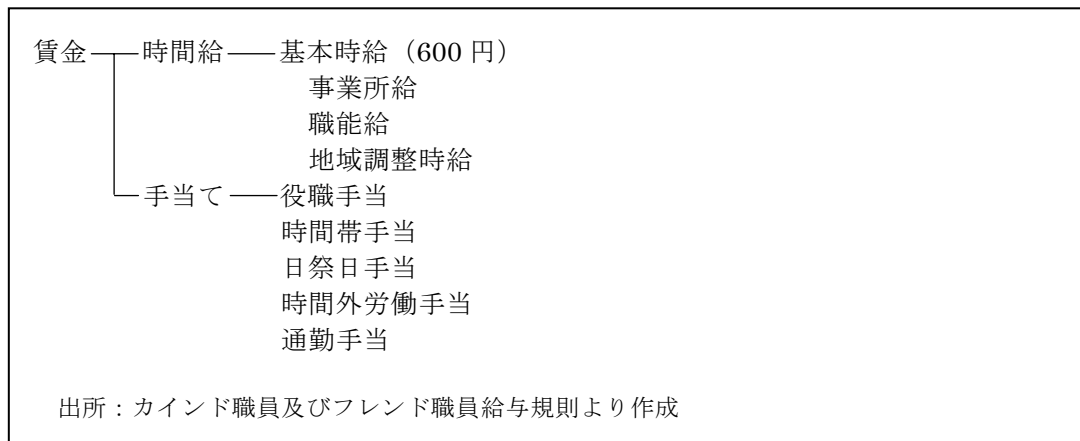 賃金 時間給 基本時給（600 円）
事業所給
職能給
地域調整時給
手当て 役職手当
時間帯手当
日祭日手当
時間外労働手当
通勤手当
出所：カインド職員及びフレンド職員給与規則より作成